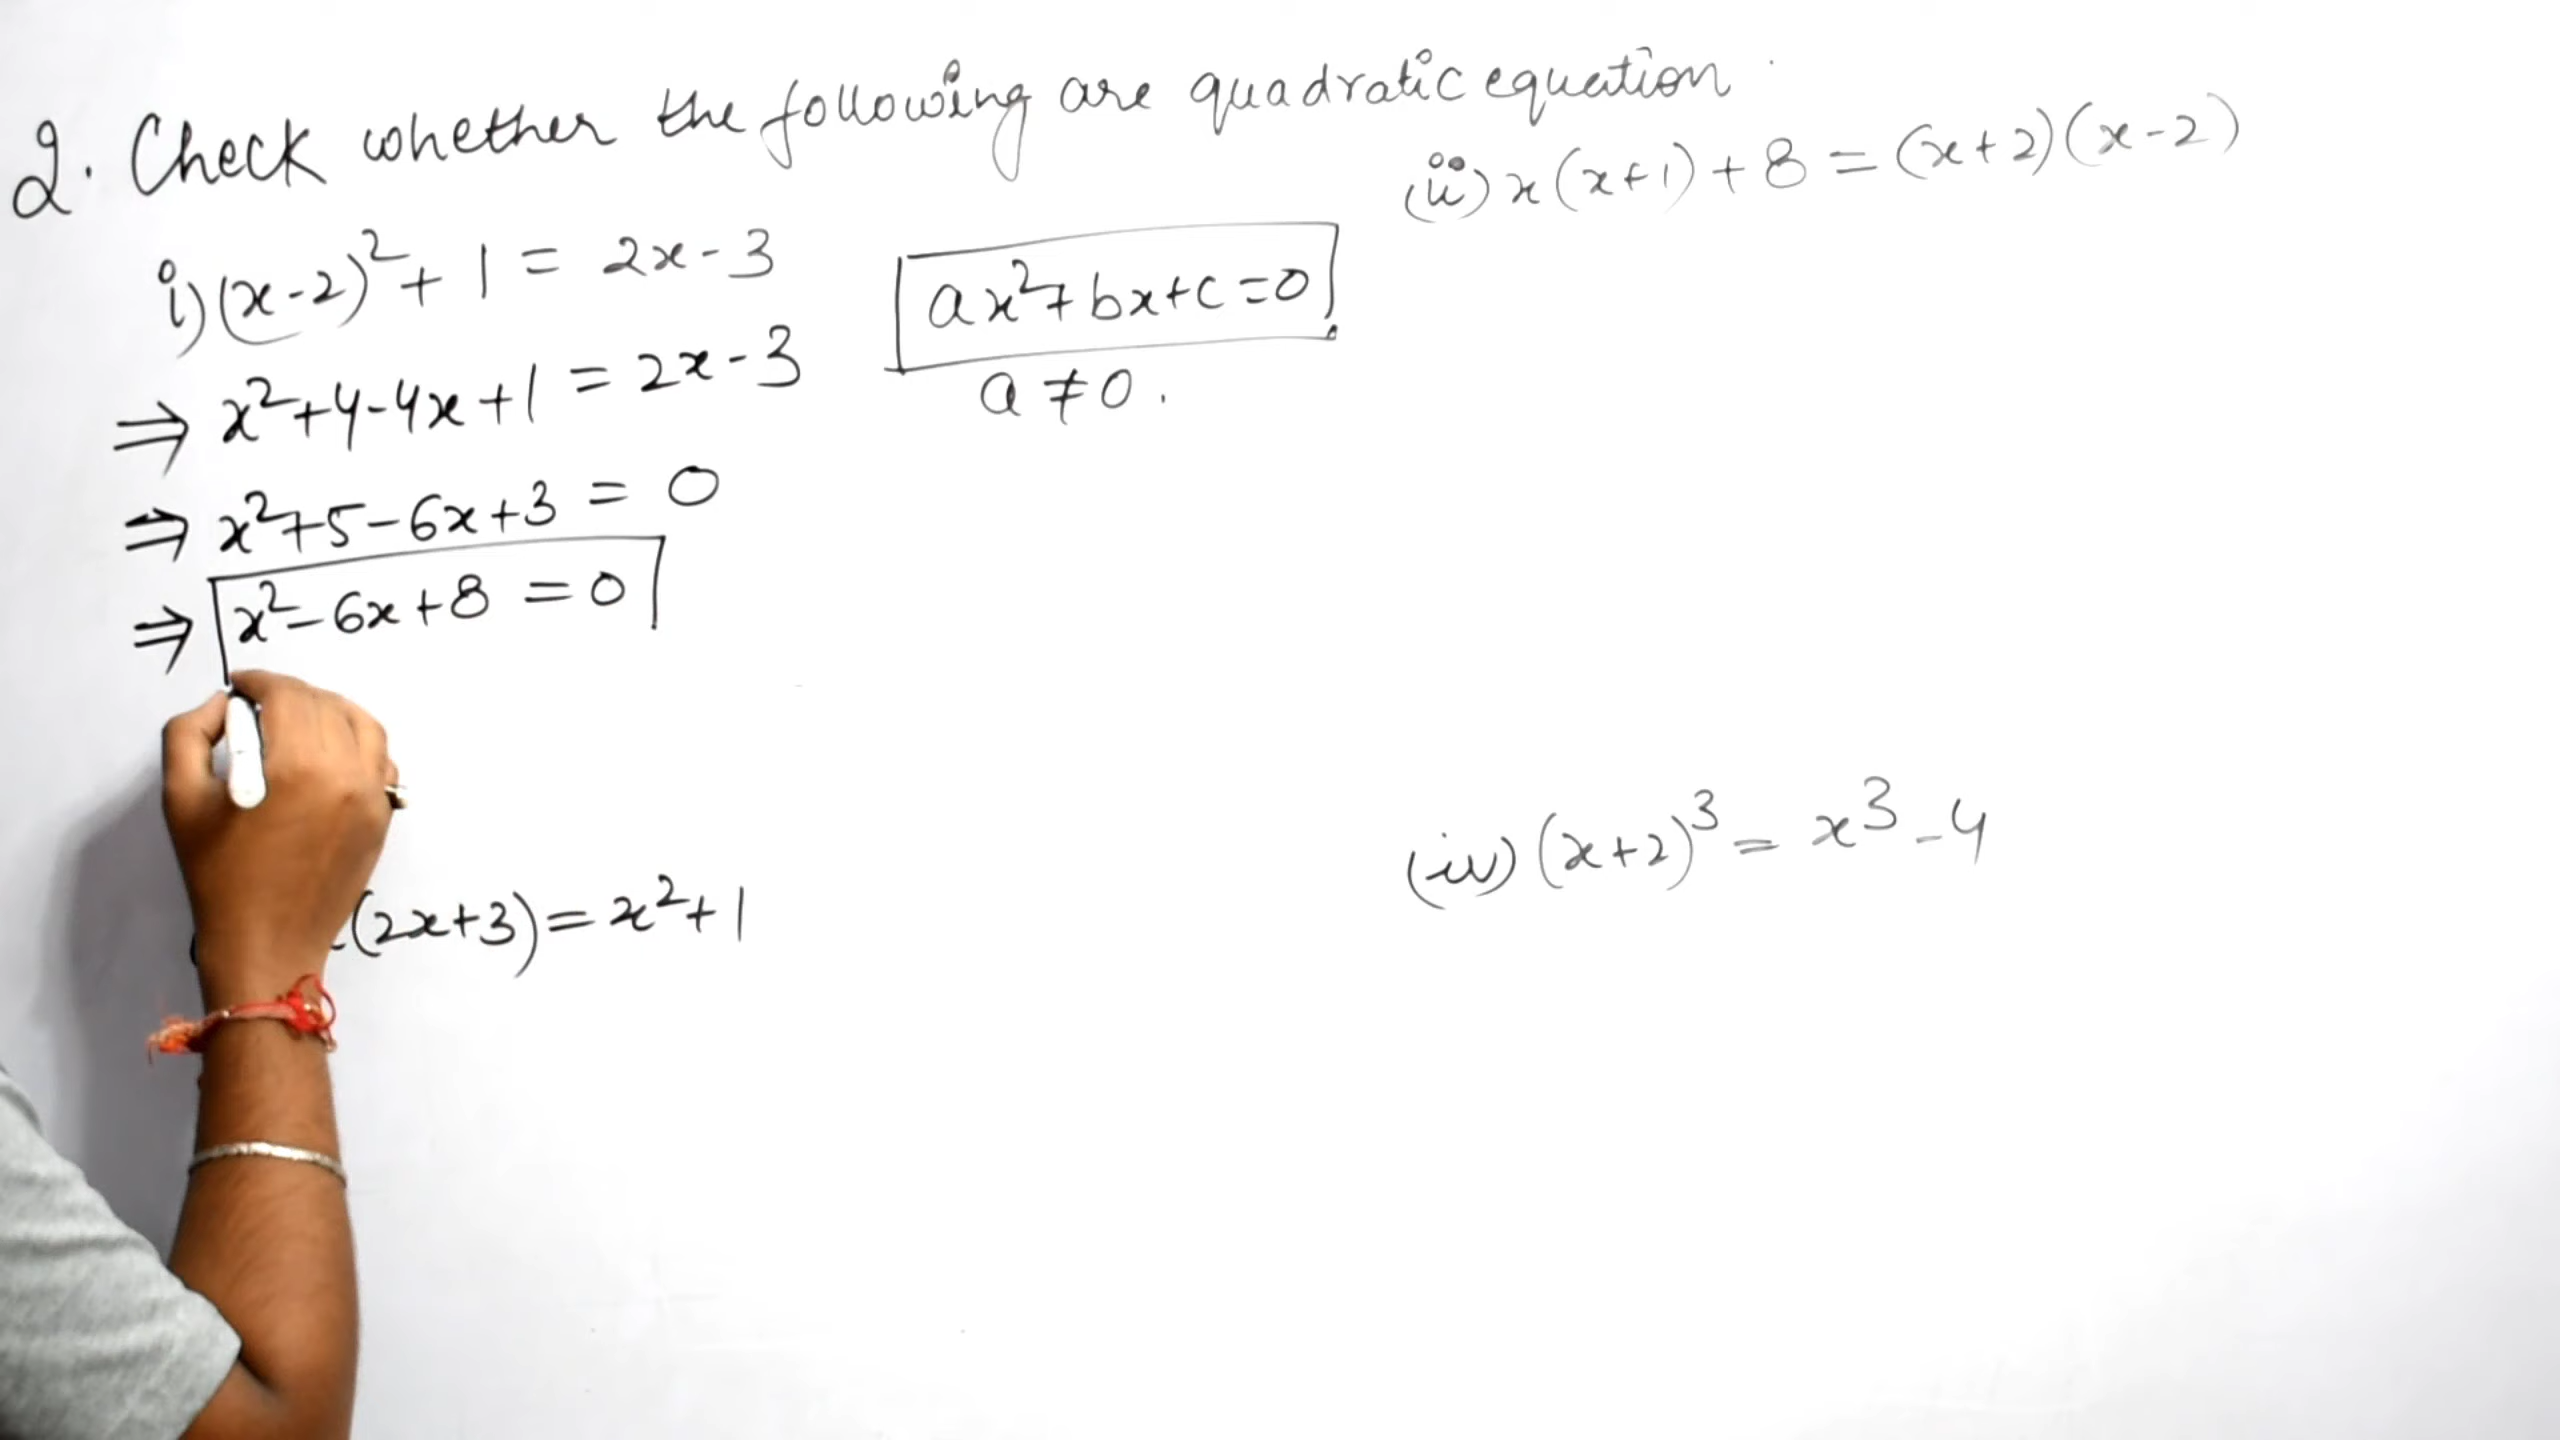 2. Check whether the following are quadratic equation.
i) (x-2)²+1 = 2x-3
⇒ x²+4-4x+1 = 2x-3
⇒ x²+5-6x+3 = 0
⇒ x²-6x+8 = 0
ax²+bx+c=0
a ≠ 0.
(ii) x(x+1)+8 = (x+2)(x-2)
(2x+3) = x²+1
(iv) (x+2)³ = x³-4